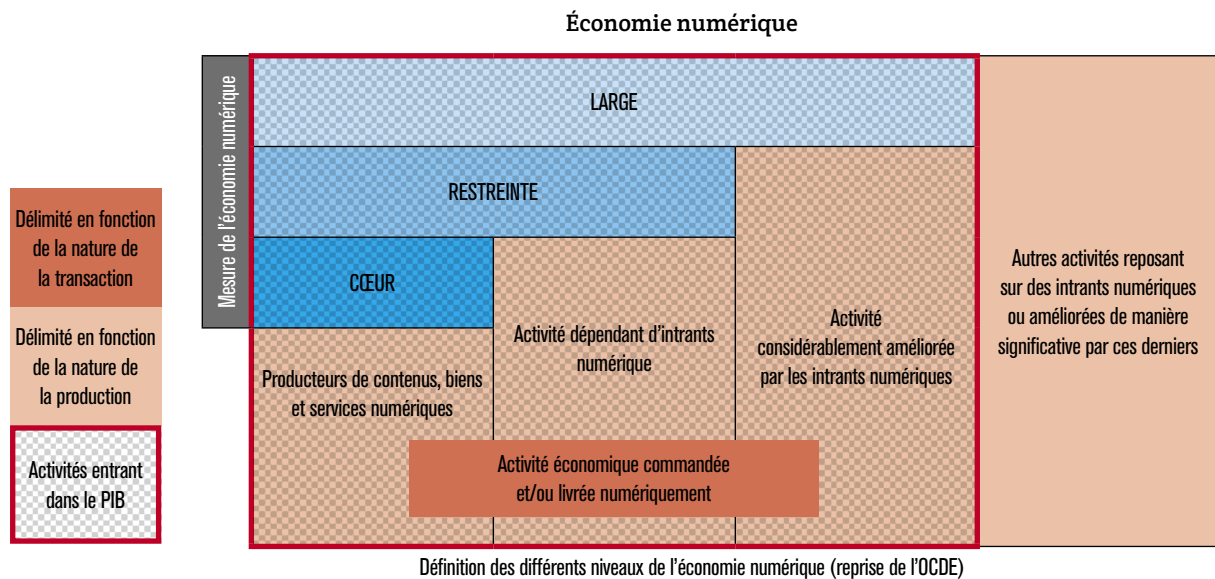 Économie numérique
Mesure de l'économie numérique
LARGE
RESTREINTE
CŒUR
Délimité en fonction
de la nature de
la transaction
Délimité en fonction
de la nature de
la production
Activités entrant
dans le PIB
Producteurs de contenus, biens
et services numériques
Activité dépendant d'intrants
numérique
Activité
considérablement améliorée
par les intrants numériques
Autres activités reposant
sur des intrants numériques
ou améliorées de manière
significative par ces derniers
Activité économique commandée
et/ou livrée numériquement
Définition des différents niveaux de l'économie numérique (reprise de l'OCDE)